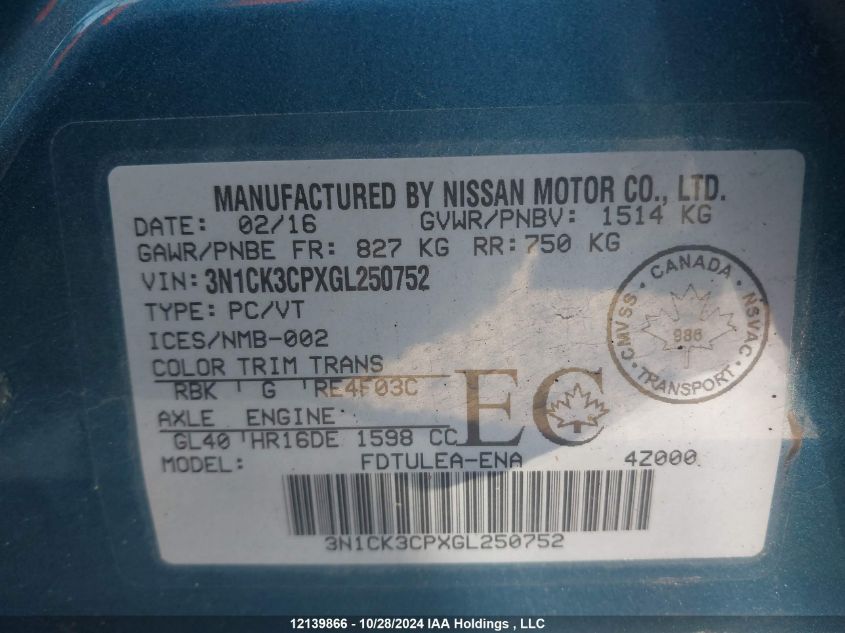 MANUFACTURED BY NISSAN MOTOR CO., LTD.
DATE: 02/16 GVWR/PNBV: 1514 KG
GAWR/PNBE FR: 827 KG RR: 750 KG
VIN: 3N1CK3CPXGL250752
TYPE: PC/VT
ICES/NMB-002
COLOR TRIM TRANS
RBK G RE4F03C
AXLE ENGINE
GL40 HR16DE 1598 CC
MODEL: FDTULEA-ENA 4Z000
3N1CK3CPXGL250752
EC
CANADA
CMVSS 986 NSVAC
TRANSPORT
12139866 - 10/28/2024 IAA Holdings , LLC